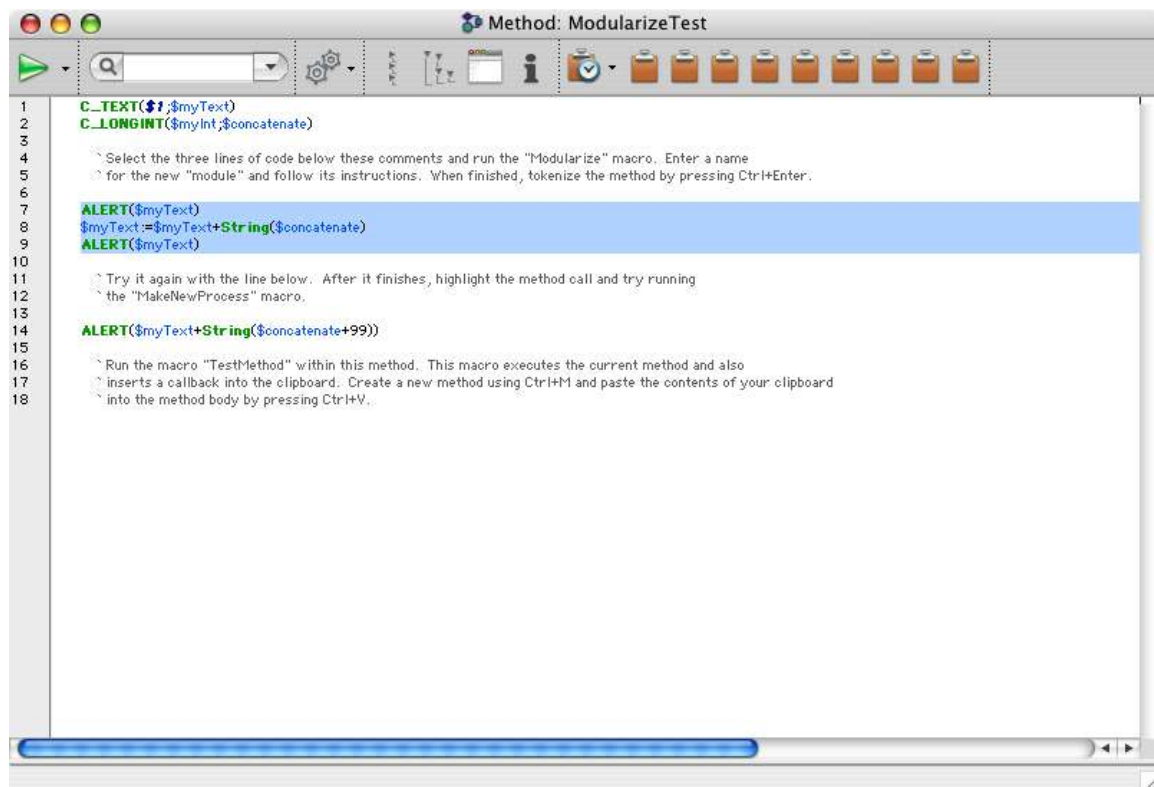 Method: ModularizeTest
1 C_TEXT($1;$myText)
2 C_LONGINT($myInt;$concatenate)
3
4 ` Select the three lines of code below these comments and run the "Modularize" macro. Enter a name
5 ` for the new "module" and follow its instructions. When finished, tokenize the method by pressing Ctrl+Enter.
6
7 ALERT($myText)
8 $myText:=$myText+String($concatenate)
9 ALERT($myText)
10
11 ` Try it again with the line below. After it finishes, highlight the method call and try running
12 ` the "MakeNewProcess" macro.
13
14 ALERT($myText+String($concatenate+99))
15
16 ` Run the macro "TestMethod" within this method. This macro executes the current method and also
17 ` inserts a callback into the clipboard. Create a new method using Ctrl+M and paste the contents of your clipboard
18 ` into the method body by pressing Ctrl+V.